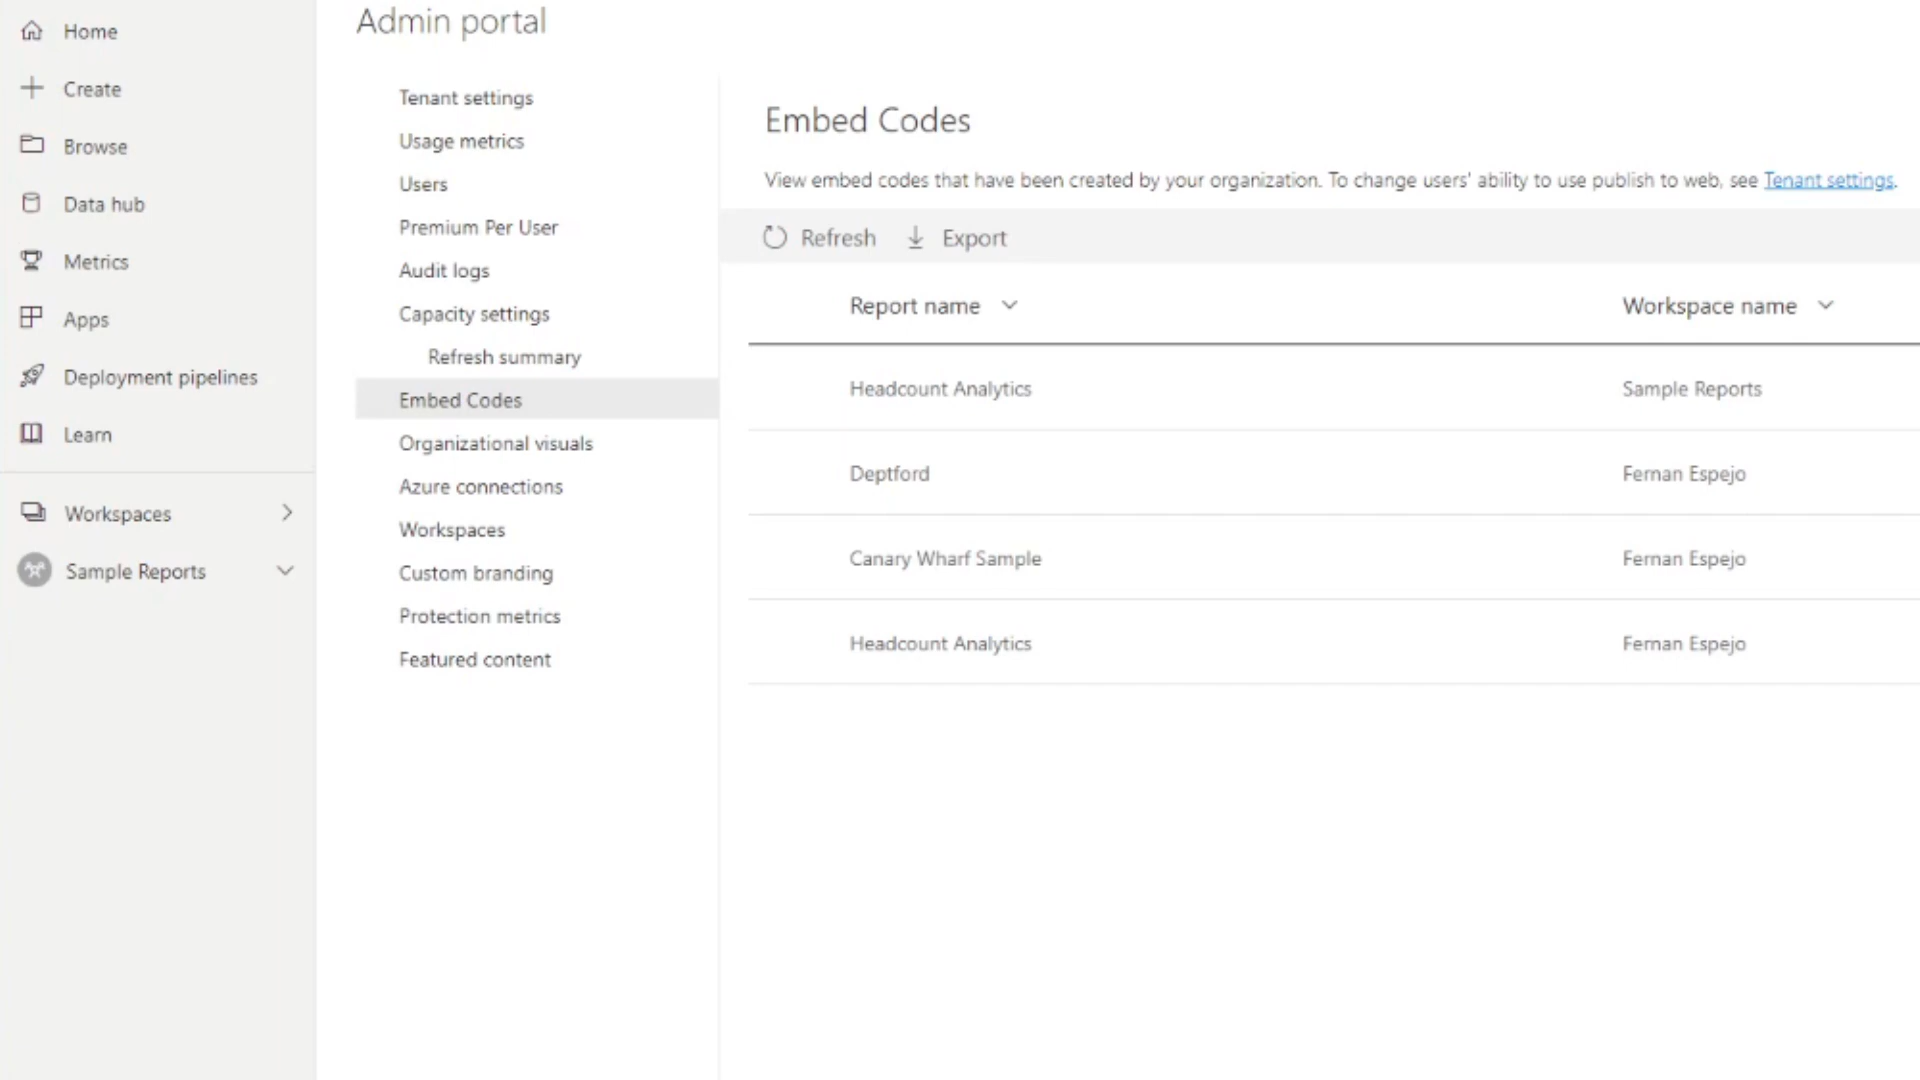 Home
Create
Browse
Data hub
Metrics
Apps
Deployment pipelines
Learn
Workspaces
Sample Reports
Admin portal
Tenant settings
Usage metrics
Users
Premium Per User
Audit logs
Capacity settings
Refresh summary
Embed Codes
Organizational visuals
Azure connections
Workspaces
Custom branding
Protection metrics
Featured content
Embed Codes
View embed codes that have been created by your organization. To change users' ability to use publish to web, see Tenant settings.
Refresh Export
Report name Workspace name
Headcount Analytics Sample Reports
Deptford Fernan Espejo
Canary Wharf Sample Fernan Espejo
Headcount Analytics Fernan Espejo